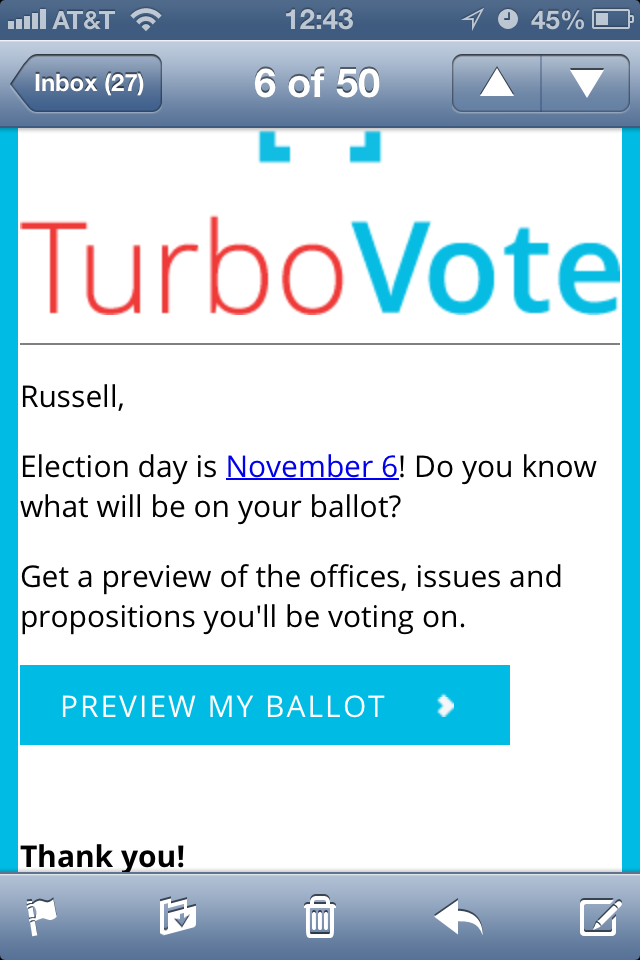 AT&T 12:43 45%
Inbox (27) 6 of 50
TurboVote
Russell,
Election day is November 6! Do you know
what will be on your ballot?
Get a preview of the offices, issues and
propositions you'll be voting on.
PREVIEW MY BALLOT
Thank you!